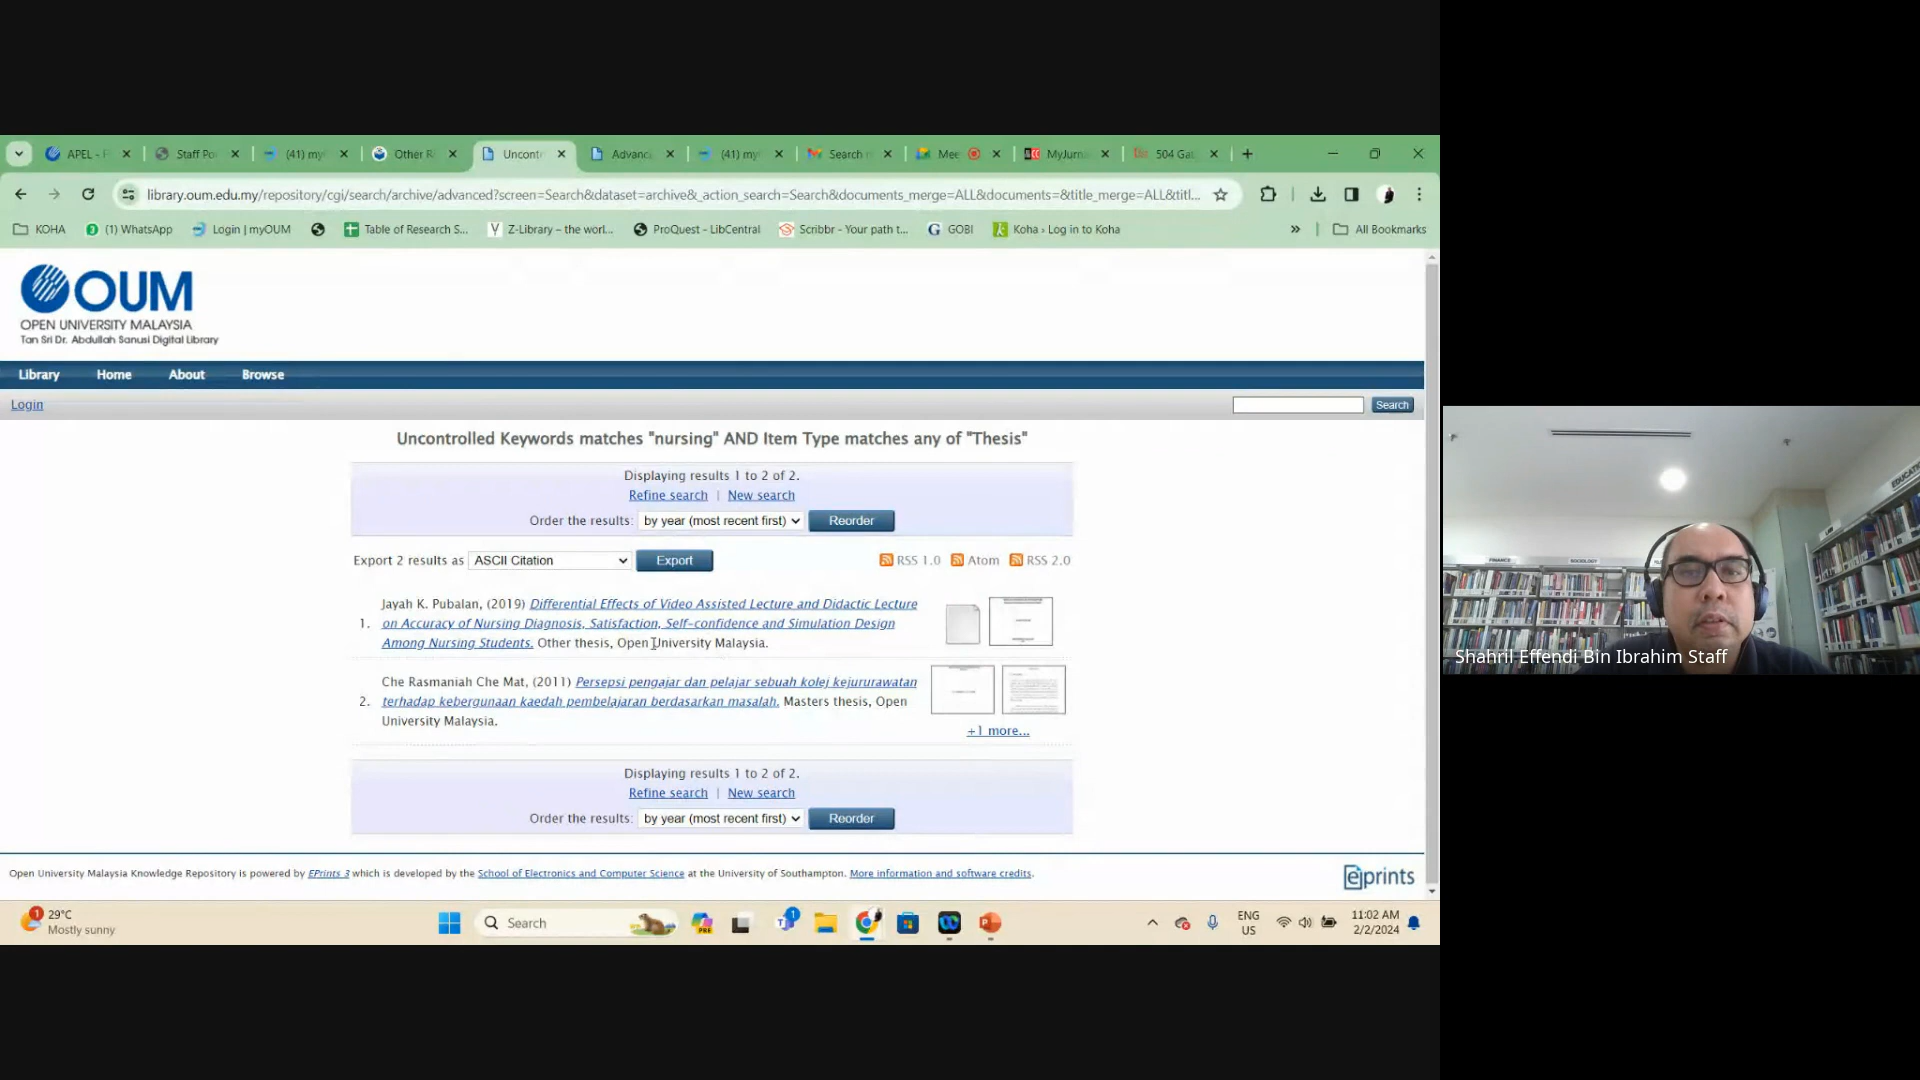 APEL - P
Staff Po
(41) my
Other R
Uncont
Advanc
(41) my
Search r
Mee
MyJurn
504 Gat
library.oum.edu.my/repository/cgi/search/archive/advanced?screen=Search&dataset=archive&_action_search=Search&documents_merge=ALL&documents=&title_merge=ALL&titl...
KOHA
(1) WhatsApp
Login | myOUM
Table of Research S...
Z-Library – the worl...
ProQuest - LibCentral
Scribbr - Your path t...
GOBI
Koha › Log in to Koha
All Bookmarks
OUM
OPEN UNIVERSITY MALAYSIA
Tan Sri Dr. Abdullah Sanusi Digital Library
Library Home About Browse
Login
Search
Uncontrolled Keywords matches "nursing" AND Item Type matches any of "Thesis"
Displaying results 1 to 2 of 2.
Refine search | New search
Order the results: by year (most recent first) Reorder
Export 2 results as ASCII Citation Export
RSS 1.0 Atom RSS 2.0
Jayah K. Pubalan, (2019) Differential Effects of Video Assisted Lecture and Didactic Lecture
1. on Accuracy of Nursing Diagnosis, Satisfaction, Self-confidence and Simulation Design
Among Nursing Students. Other thesis, Open University Malaysia.
Che Rasmaniah Che Mat, (2011) Persepsi pengajar dan pelajar sebuah kolej kejururawatan
2. terhadap kebergunaan kaedah pembelajaran berdasarkan masalah. Masters thesis, Open
University Malaysia.
+1 more...
Displaying results 1 to 2 of 2.
Refine search | New search
Order the results: by year (most recent first) Reorder
Open University Malaysia Knowledge Repository is powered by EPrints 3 which is developed by the School of Electronics and Computer Science at the University of Southampton. More information and software credits.
eprints
1
29°C
Mostly sunny
Search
PRE
1
ENG
US
11:02 AM
2/2/2024
FINANCE
SOCIOLOGY
Shahril Effendi Bin Ibrahim Staff